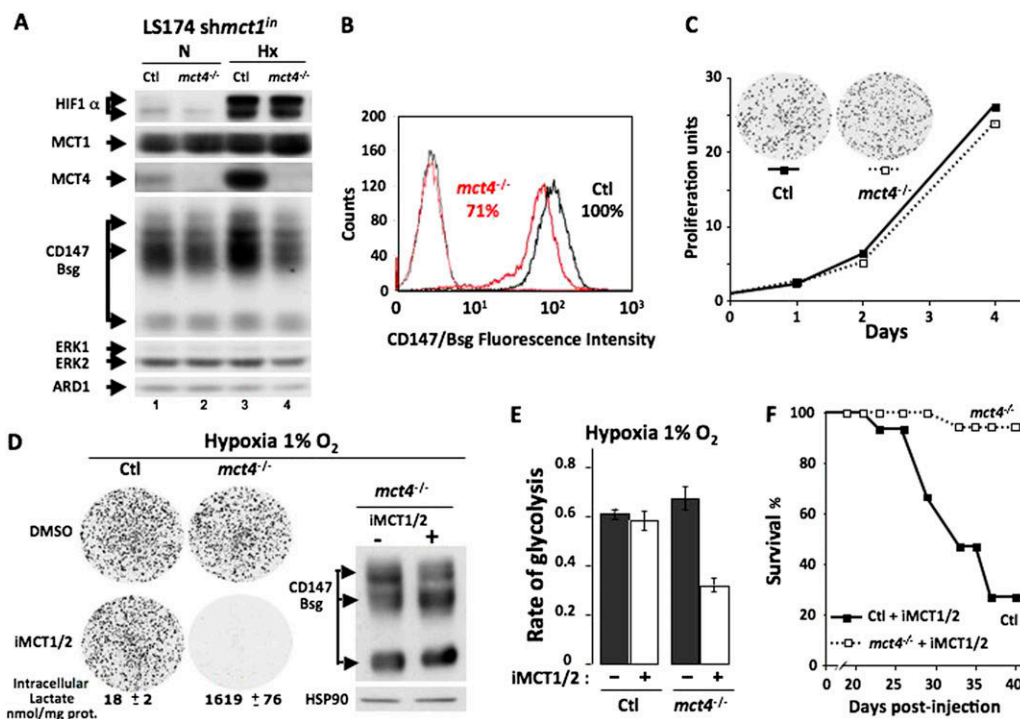 A
LS174 shmct1in
N
Hx
Ctl
mct4-/-
Ctl
mct4-/-
HIF1 α
MCT1
MCT4
CD147
Bsg
ERK1
ERK2
ARD1
1
2
3
4
B
200
160
120
80
40
0
Counts
mct4-/-
71%
Ctl
100%
0
10¹
10²
10³
CD147/Bsg Fluorescence Intensity
C
30
20
10
Proliferation units
Ctl
mct4-/-
0
1
2
3
4
Days
D
Hypoxia 1% O₂
Ctl
mct4-/-
DMSO
iMCT1/2
Intracellular
Lactate
nmol/mg prot.
18 ± 2
1619 ± 76
mct4-/-
iMCT1/2
- +
CD147
Bsg
HSP90
E
Hypoxia 1% O₂
0.8
0.6
0.4
0.2
0
Rate of glycolysis
iMCT1/2 :
- + - +
Ctl
mct4-/-
F
100
80
60
40
20
0
Survival %
mct4-/-
Ctl
Ctl + iMCT1/2
mct4-/- + iMCT1/2
20 25 30 35 40
Days post-injection